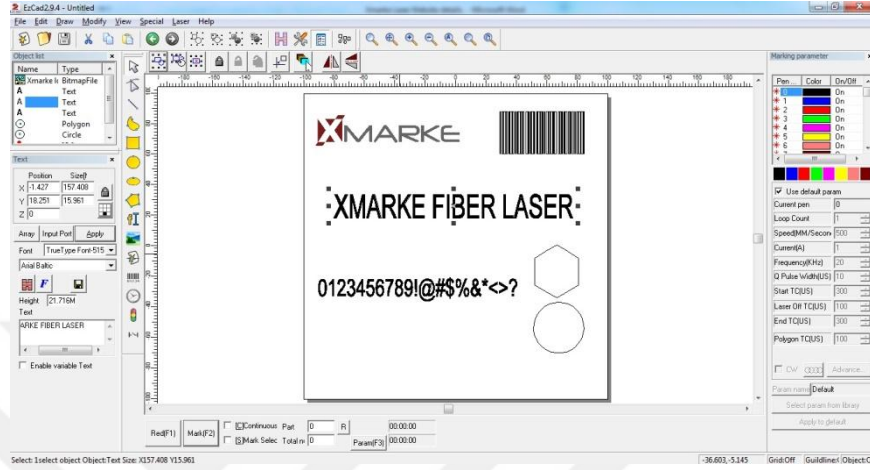 EzCad2.9.4 - Untitled
File Edit Draw Modify View Special Laser Help
Object list
Name Type
Xmarke l BitmapFile
Text
Text
Text
Polygon
Circle
Text
Position Size[
X -1.427 157.408
Y 18.251 15.961
Z 0
Array Input Port Apply
Font TrueType Font-515
Arial Baltic
Height 21.716M
Text
ARKE FIBER LASER
Enable variable Text
XMARKE
XMARKE FIBER LASER
0123456789!@#$%&*<>?
Marking parameter
Pen... Color On/Off
0 On
1 On
2 On
3 On
4 On
5 On
6 On
Use default param
Current pen 0
Loop Count 1
Speed(MM/Secon 500
Current(A) 1
Frequency(KHz) 20
Q Pulse Width(US) 10
Start TC(US) 300
Laser Off TC(US) 100
End TC(US) 300
Polygon TC(US) 100
CW Advance...
Param name Default
Select param from library
Apply to default
Red(F1) Mark(F2) [C]Continuous Part 0 R 00:00:00
[S]Mark Selec Total n 0 Param(F3) 00:00:00
Select: 1select object Object:Text Size: X157.408 Y15.961 -36.603,-5.145 Grid:Off Guildline:( Object:O